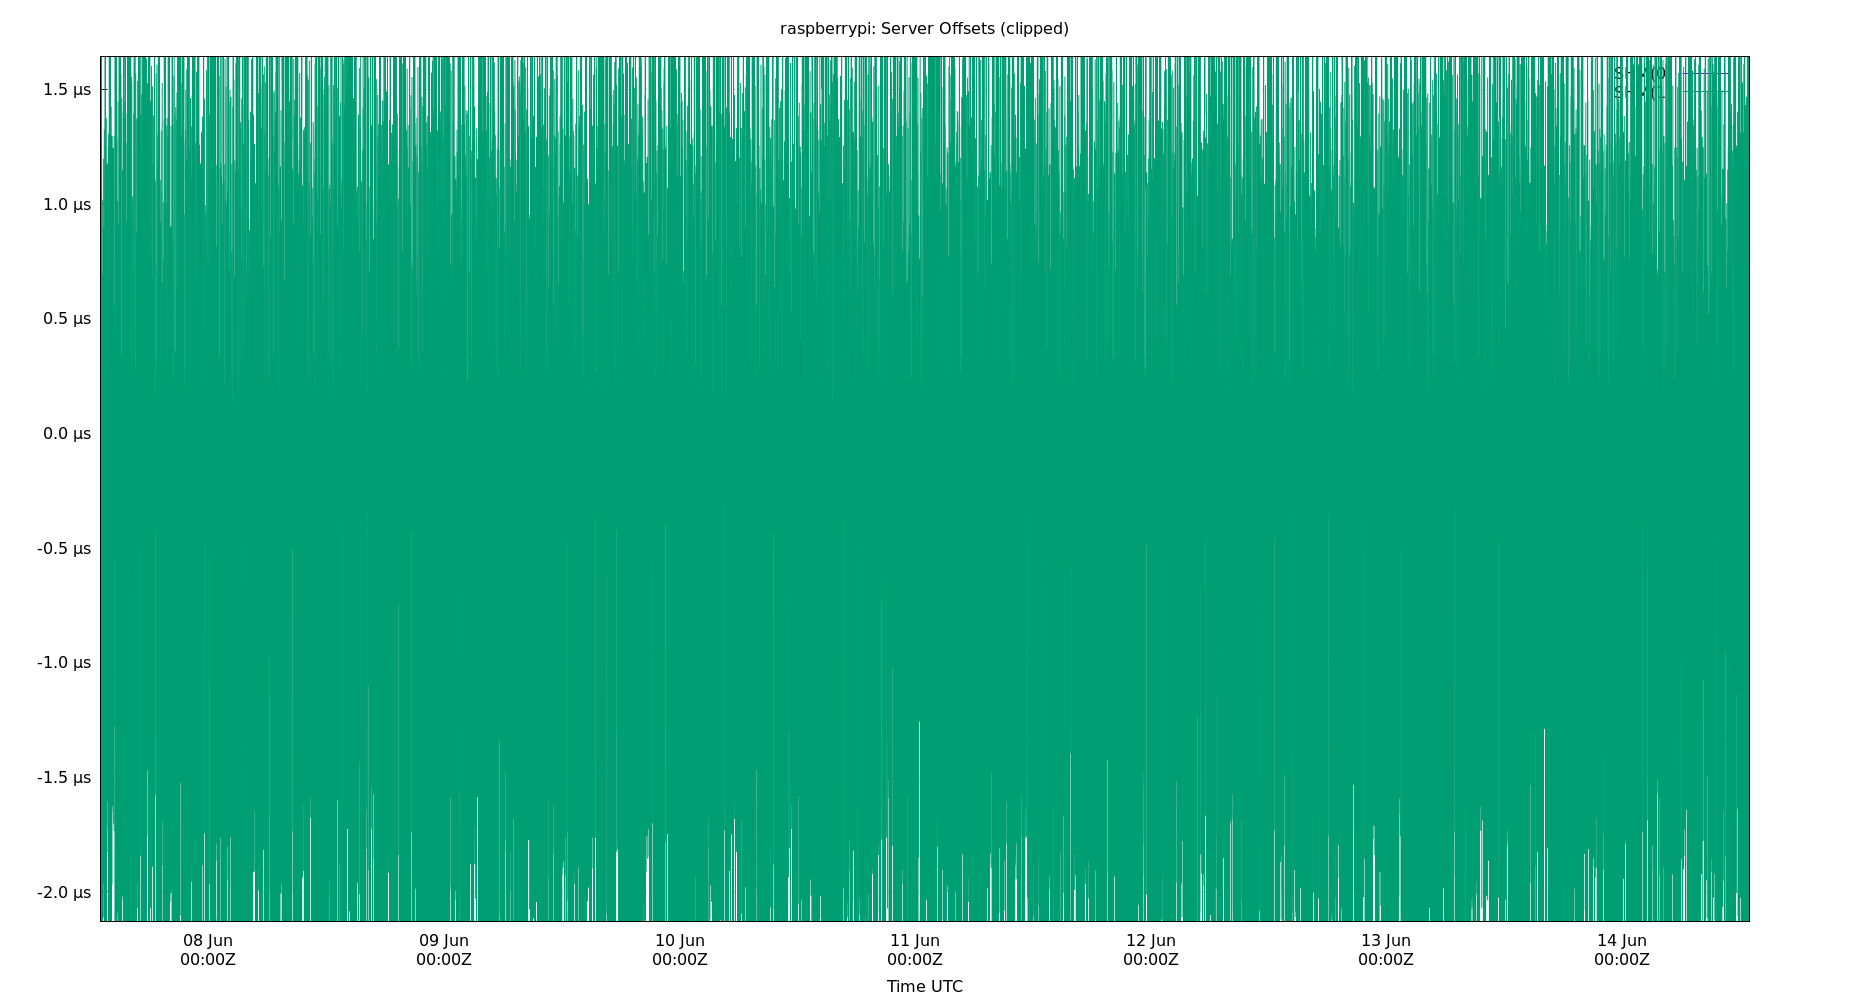 raspberrypi: Server Offsets (clipped)
1.5 µs
1.0 µs
0.5 µs
0.0 µs
-0.5 µs
-1.0 µs
-1.5 µs
-2.0 µs
08 Jun
00:00Z
09 Jun
00:00Z
10 Jun
00:00Z
11 Jun
00:00Z
12 Jun
00:00Z
13 Jun
00:00Z
14 Jun
00:00Z
Time UTC